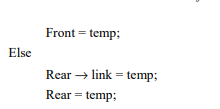 Front = temp;
Else
Rear → link = temp;
Rear = temp;